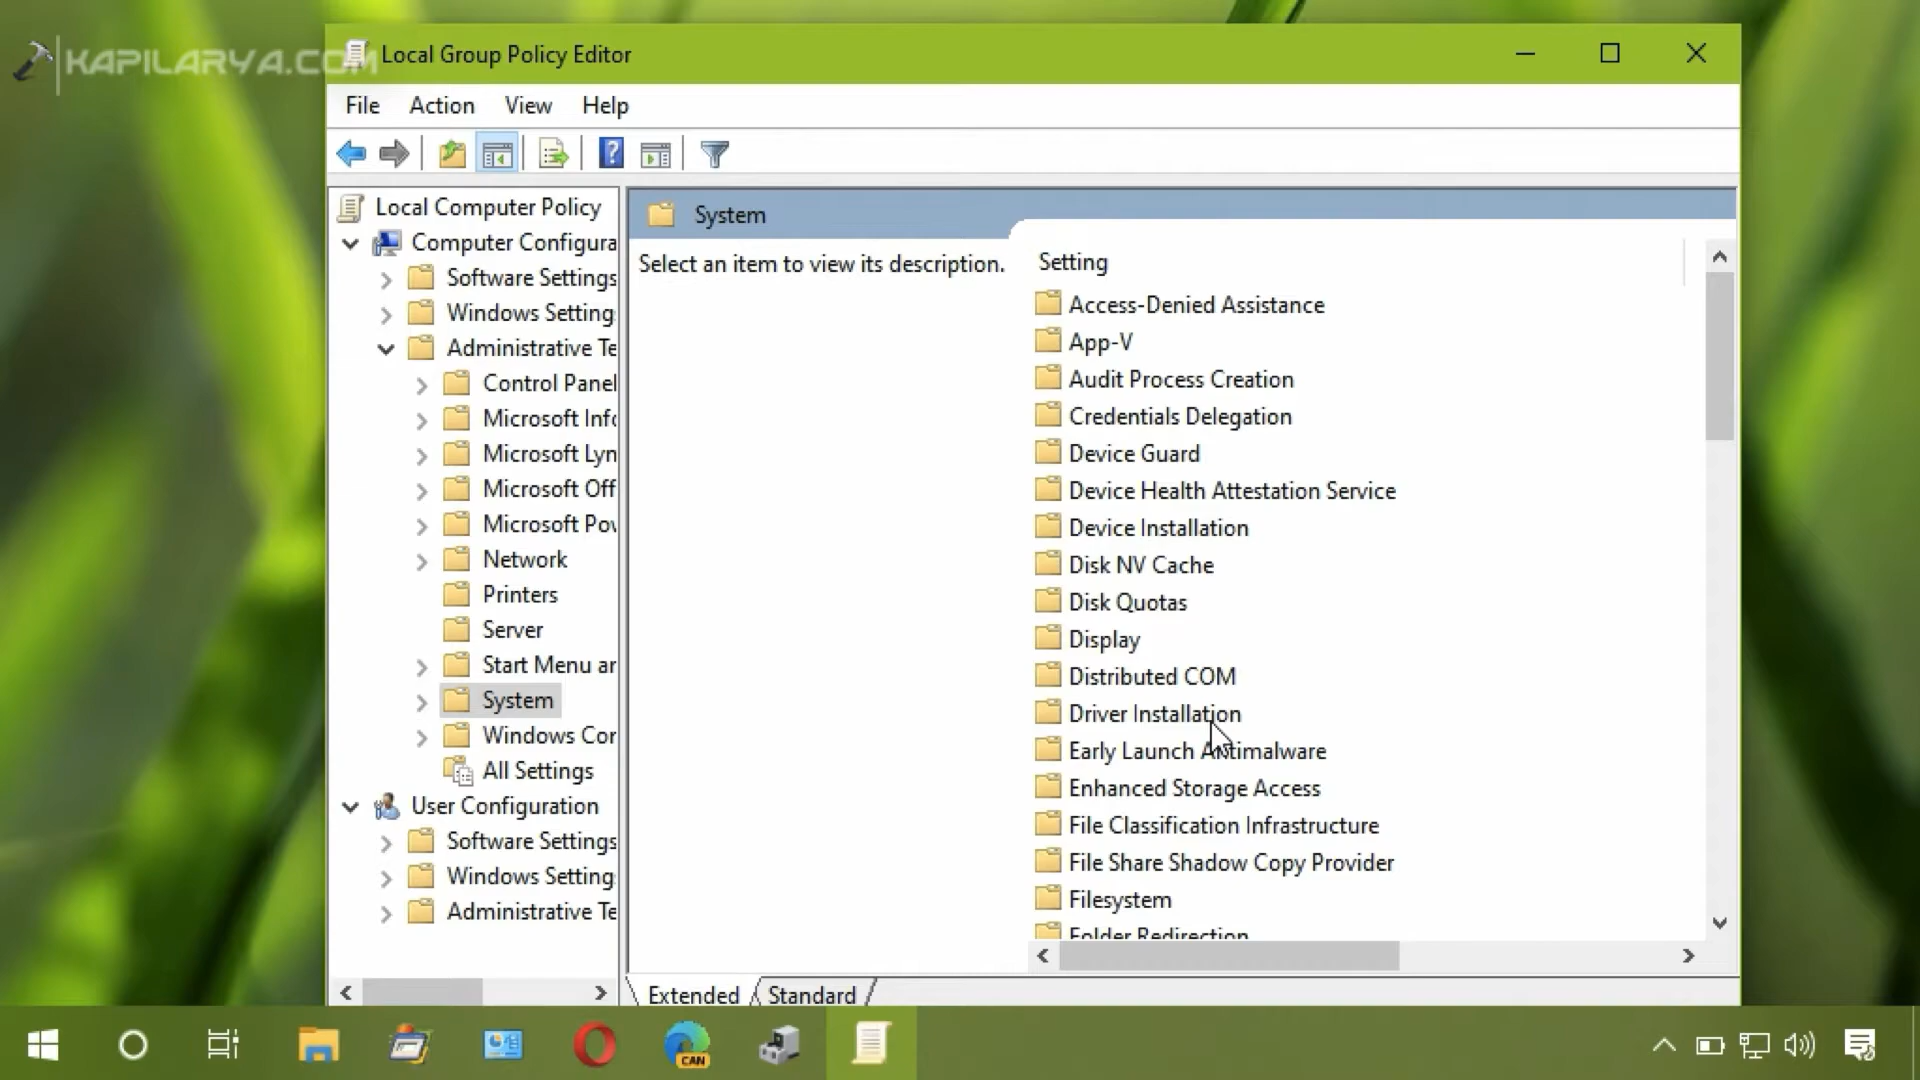 KAPILARYA.COM
Local Group Policy Editor
File Action View Help
Local Computer Policy
Computer Configura
Software Settings
Windows Setting
Administrative Te
Control Panel
Microsoft Info
Microsoft Lyn
Microsoft Off
Microsoft Pov
Network
Printers
Server
Start Menu ar
System
Windows Cor
All Settings
User Configuration
Software Settings
Windows Setting
Administrative Te
System
Select an item to view its description.
Setting
Access-Denied Assistance
App-V
Audit Process Creation
Credentials Delegation
Device Guard
Device Health Attestation Service
Device Installation
Disk NV Cache
Disk Quotas
Display
Distributed COM
Driver Installation
Early Launch Antimalware
Enhanced Storage Access
File Classification Infrastructure
File Share Shadow Copy Provider
Filesystem
Folder Redirection
Extended Standard
CAN